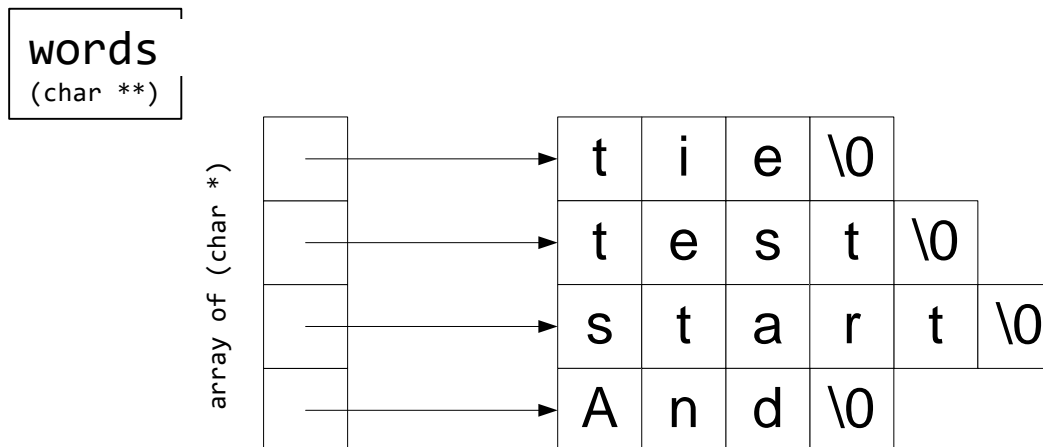 words
(char **)
array of (char *)
t i e \0
t e s t \0
s t a r t \0
A n d \0